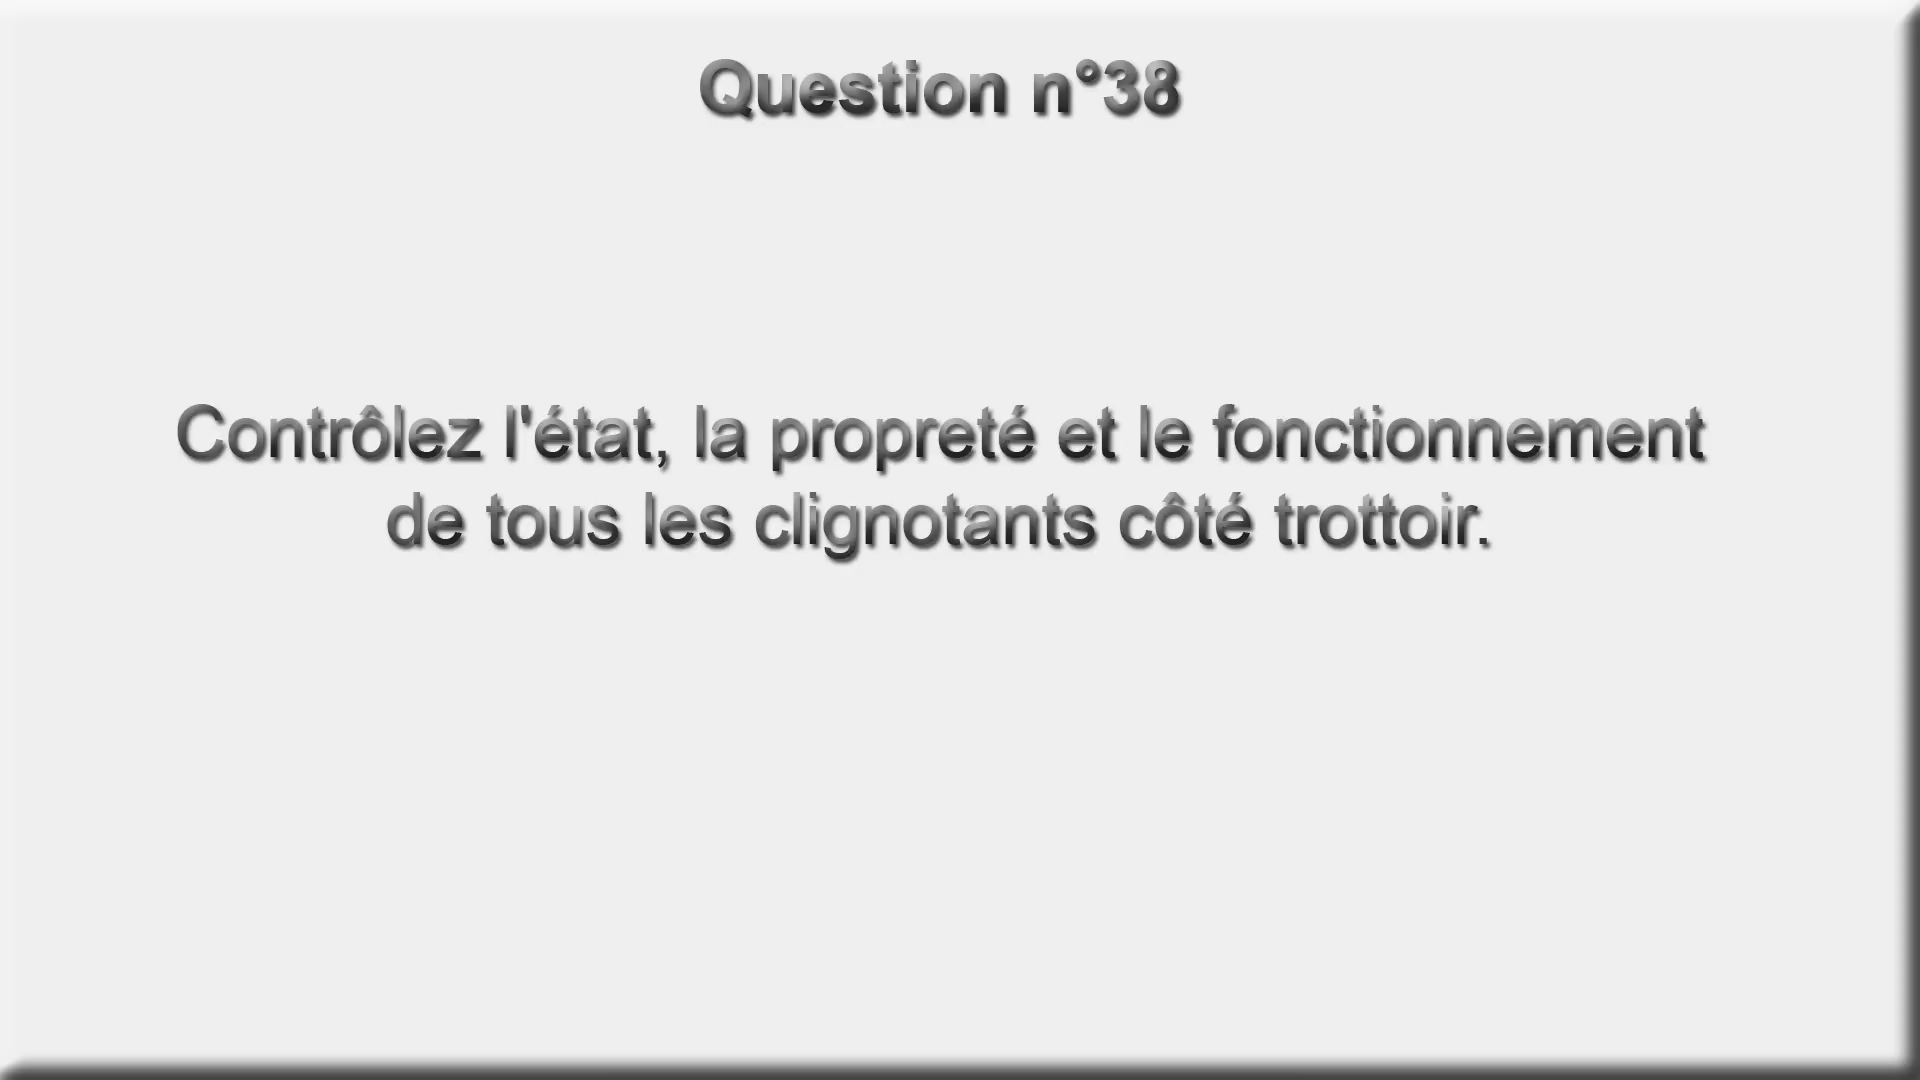 Question n°38
Contrôlez l'état, la propreté et le fonctionnement
de tous les clignotants côté trottoir.